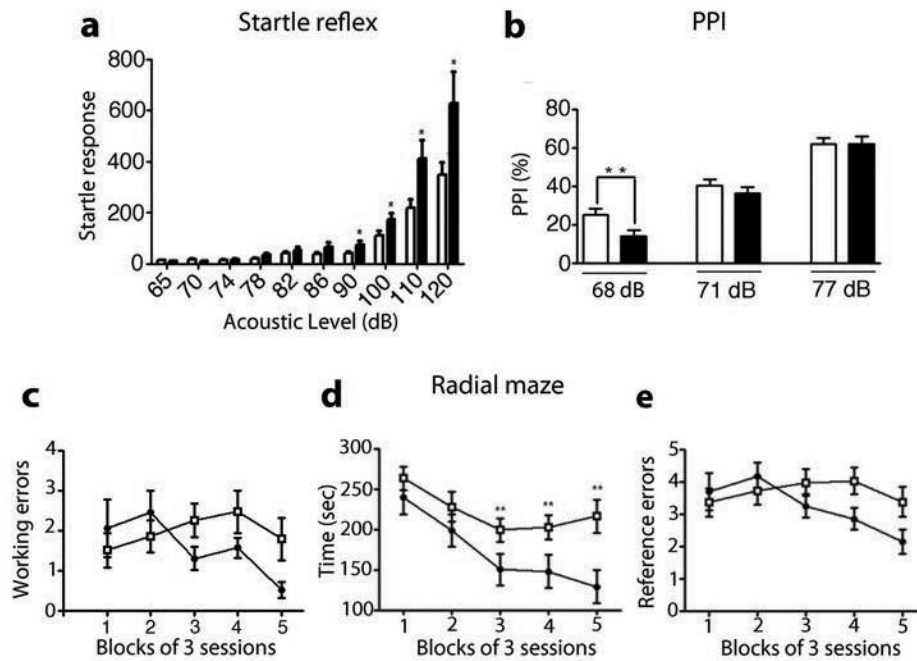 a Startle reflex
800
600
400
200
0
Startle response
* * * *
65 70 74 78 82 86 90 100 110 120
Acoustic Level (dB)
b PPI
80
60
40
20
0
PPI (%)
* *
68 dB 71 dB 77 dB
Radial maze
c
4
3
2
1
0
Working errors
1 2 3 4 5
Blocks of 3 sessions
d
300
250
200
150
100
Time (sec)
** ** **
1 2 3 4 5
Blocks of 3 sessions
e
5
4
3
2
1
0
Reference errors
1 2 3 4 5
Blocks of 3 sessions